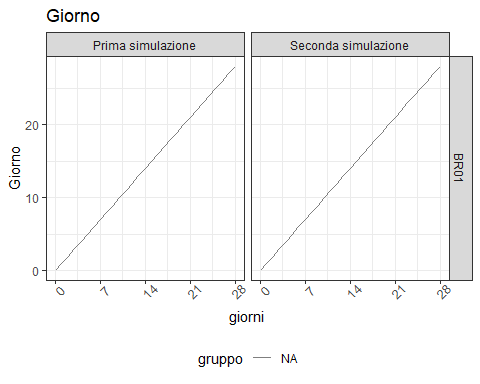 Giorno
Prima simulazione
Seconda simulazione
BR01
Giorno
20
10
0
0 7 14 21 28
0 7 14 21 28
giorni
gruppo NA